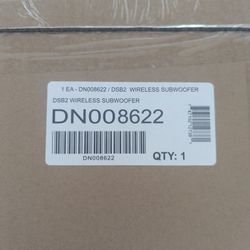 1 EA - DN008622 / DSB2 WIRELESS SUBWOOFER
DSB2 WIRELESS SUBWOOFER
DN008622
DN008622
QTY: 1